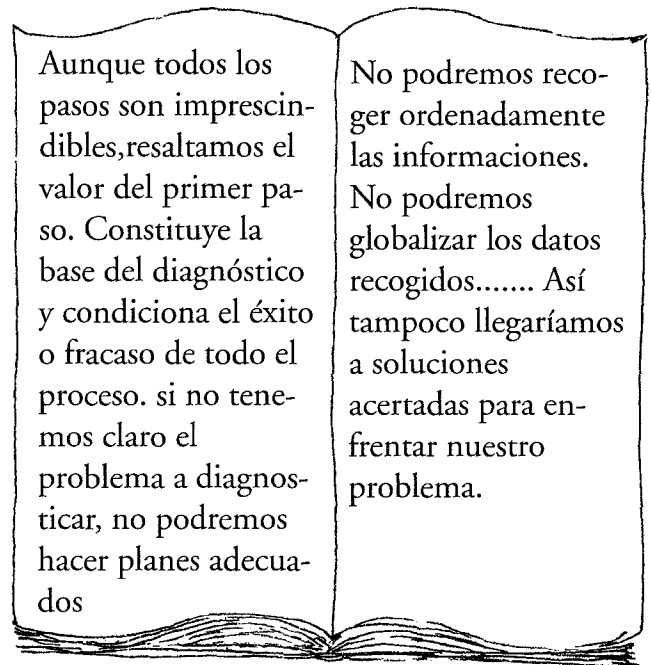 Aunque todos los
pasos son imprescin-
dibles,resaltamos el
valor del primer pa-
so. Constituye la
base del diagnóstico
y condiciona el éxito
o fracaso de todo el
proceso. si no tene-
mos claro el
problema a diagnos-
ticar, no podremos
hacer planes adecua-
dos
No podremos reco-
ger ordenadamente
las informaciones.
No podremos
globalizar los datos
recogidos....... Así
tampoco llegaríamos
a soluciones
acertadas para en-
frentar nuestro
problema.